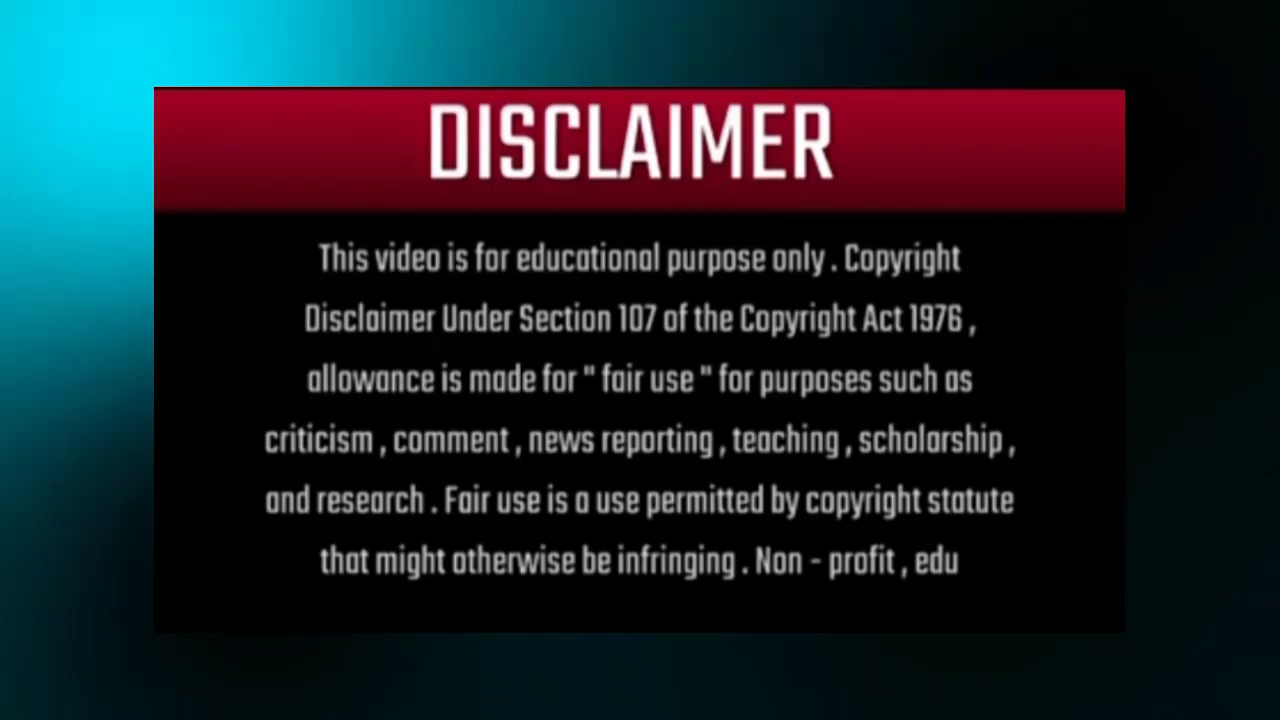 DISCLAIMER
This video is for educational purpose only . Copyright
Disclaimer Under Section 107 of the Copyright Act 1976 ,
allowance is made for " fair use " for purposes such as
criticism , comment , news reporting , teaching , scholarship ,
and research . Fair use is a use permitted by copyright statute
that might otherwise be infringing . Non - profit , edu